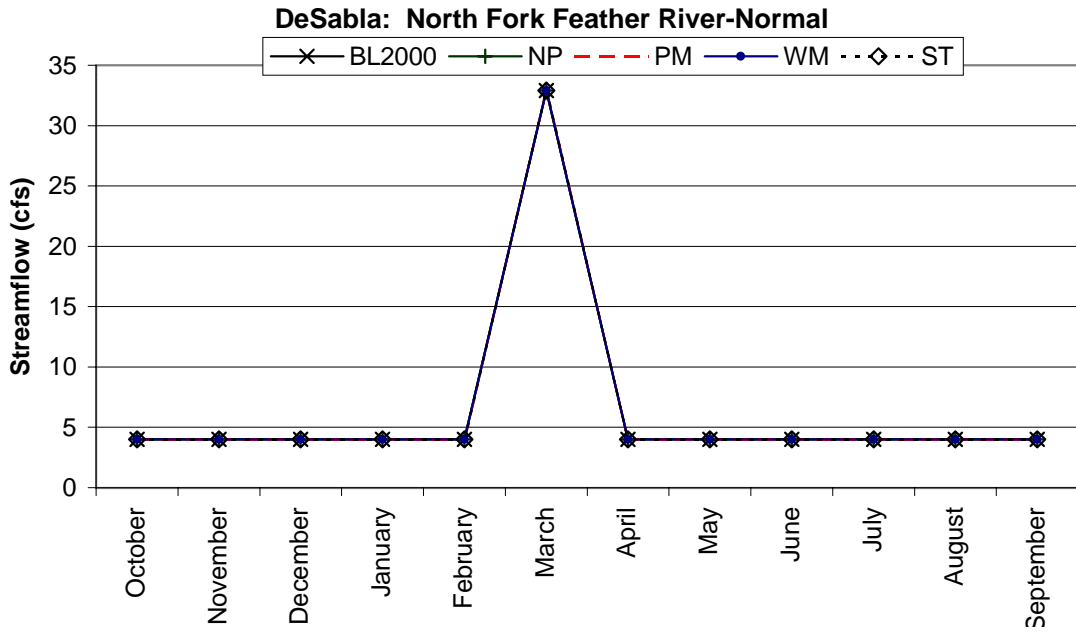 DeSabla: North Fork Feather River-Normal
BL2000 NP PM WM ST
Streamflow (cfs)
35
30
25
20
15
10
5
0
October
November
December
January
February
March
April
May
June
July
August
September